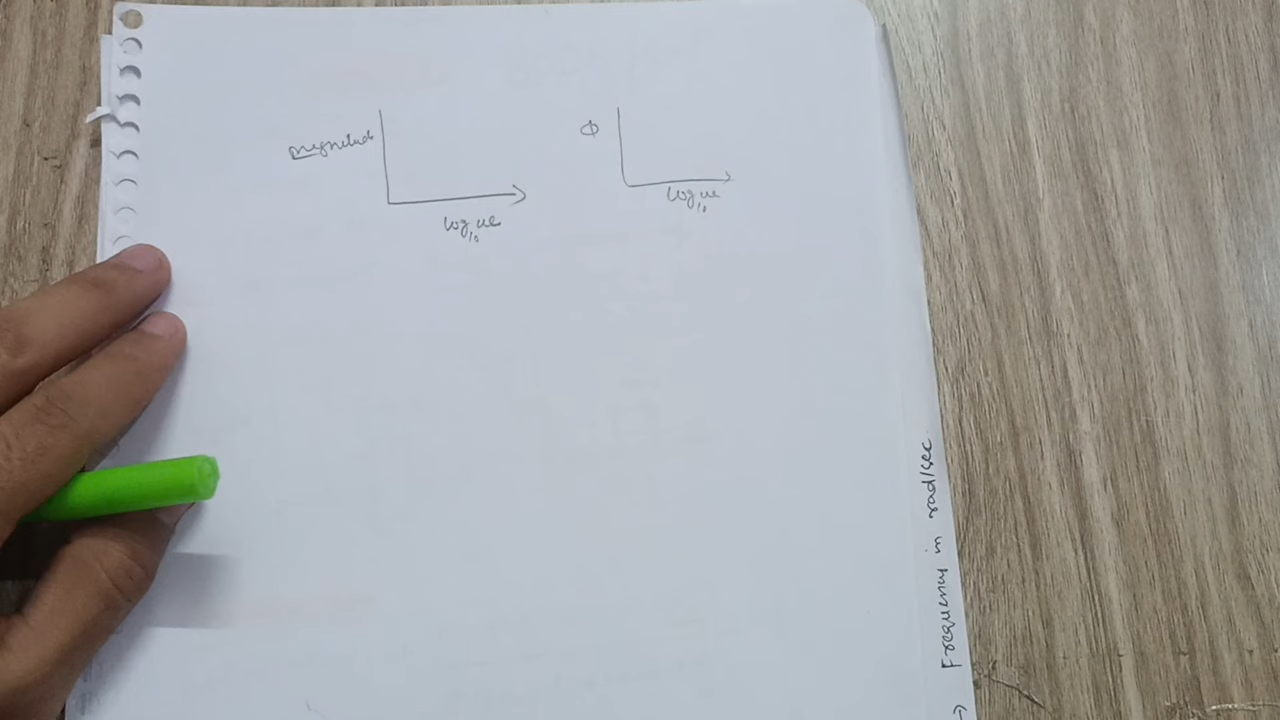 magnitude
log₁₀ω
Φ
log₁₀ω
→ Frequency in rad/sec